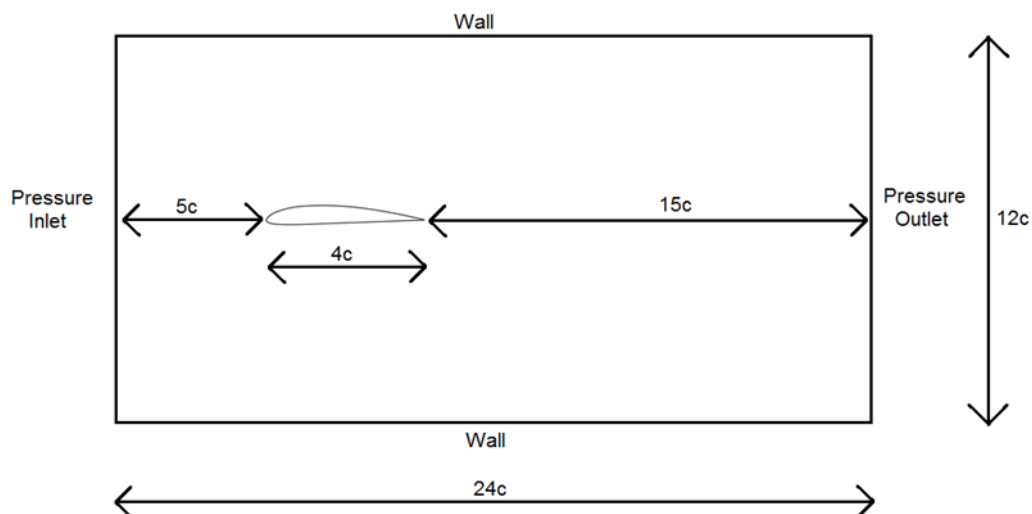 Wall
Pressure
Inlet
5c
4c
15c
Pressure
Outlet
12c
Wall
24c